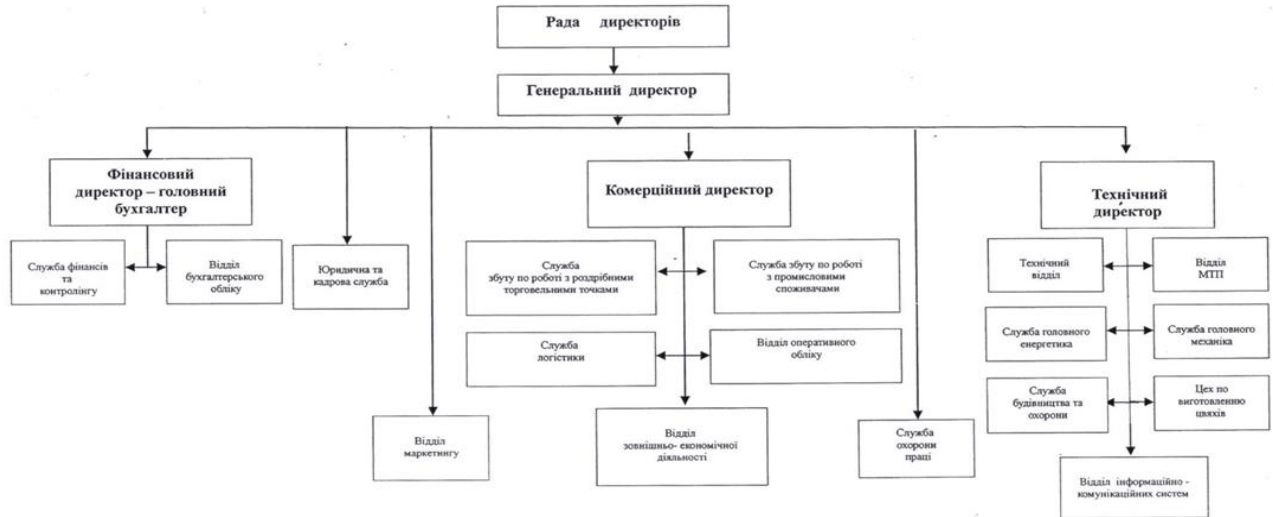 Рада директорів
Генеральний директор
Фінансовий
директор – головний
бухгалтер
Комерційний директор
Технічний
директор
Служба фінансів
та
контролінгу
Відділ
бухгалтерського
обліку
Юридична та
кадрова служба
Служба
збуту по роботі з роздрібними
торговельними точками
Служба збуту по роботі
з промисловими
споживачами
Технічний
відділ
Відділ
МТП
Служба
логістики
Відділ оперативного
обліку
Служба головного
енергетика
Служба головного
механіка
Служба
будівництва та
охорони
Цех по
виготовленню
цвяхів
Відділ
маркетингу
Відділ
зовнішньо- економічної
діяльності
Служба
охорони
праці
Відділ інформаційно -
комунікаційних систем